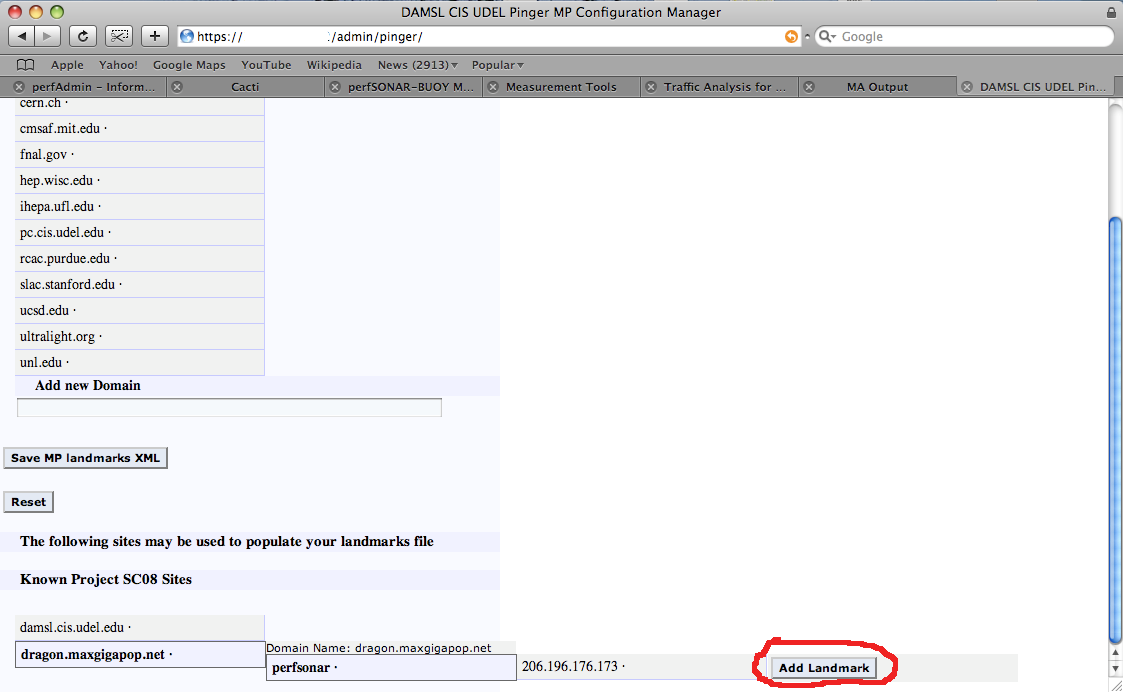 DAMSL CIS UDEL Pinger MP Configuration Manager
https:// :/admin/pinger/
Google
Apple Yahoo! Google Maps YouTube Wikipedia News (2913) Popular
perfAdmin – Inform... Cacti perfSONAR-BUOY M... Measurement Tools Traffic Analysis for ... MA Output DAMSL CIS UDEL Pin...
cern.ch ·
cmsaf.mit.edu ·
fnal.gov ·
hep.wisc.edu ·
ihepa.ufl.edu ·
pc.cis.udel.edu ·
rcac.purdue.edu ·
slac.stanford.edu ·
ucsd.edu ·
ultralight.org ·
unl.edu ·
Add new Domain
Save MP landmarks XML
Reset
The following sites may be used to populate your landmarks file
Known Project SC08 Sites
damsl.cis.udel.edu ·
dragon.maxgigapop.net ·
Domain Name: dragon.maxgigapop.net
perfsonar · 206.196.176.173 · Add Landmark